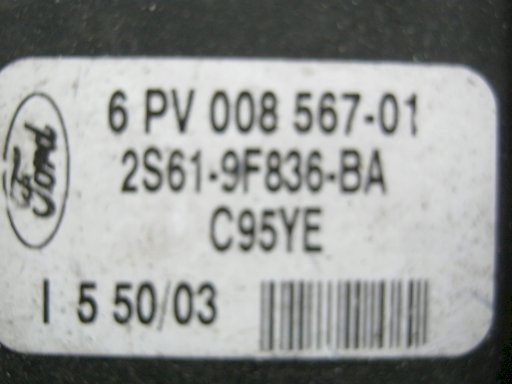 Ford
6 PV 008 567-01
2S61-9F836-BA
C95YE
I 5 50/03